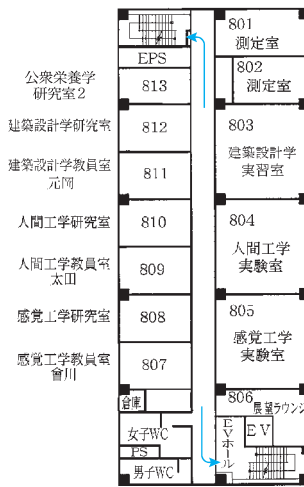 801
測定室
EPS
802
測定室
公衆栄養学
研究室2
813
建築設計学研究室
812
803
建築設計学
実習室
建築設計学教員室
元岡
811
人間工学研究室
810
804
人間工学
実験室
人間工学教員室
太田
809
感覚工学研究室
808
805
感覚工学
実験室
感覚工学教員室
會川
807
806
展望ラウンジ
倉庫
EVホール
EV
女子WC
PS
男子WC